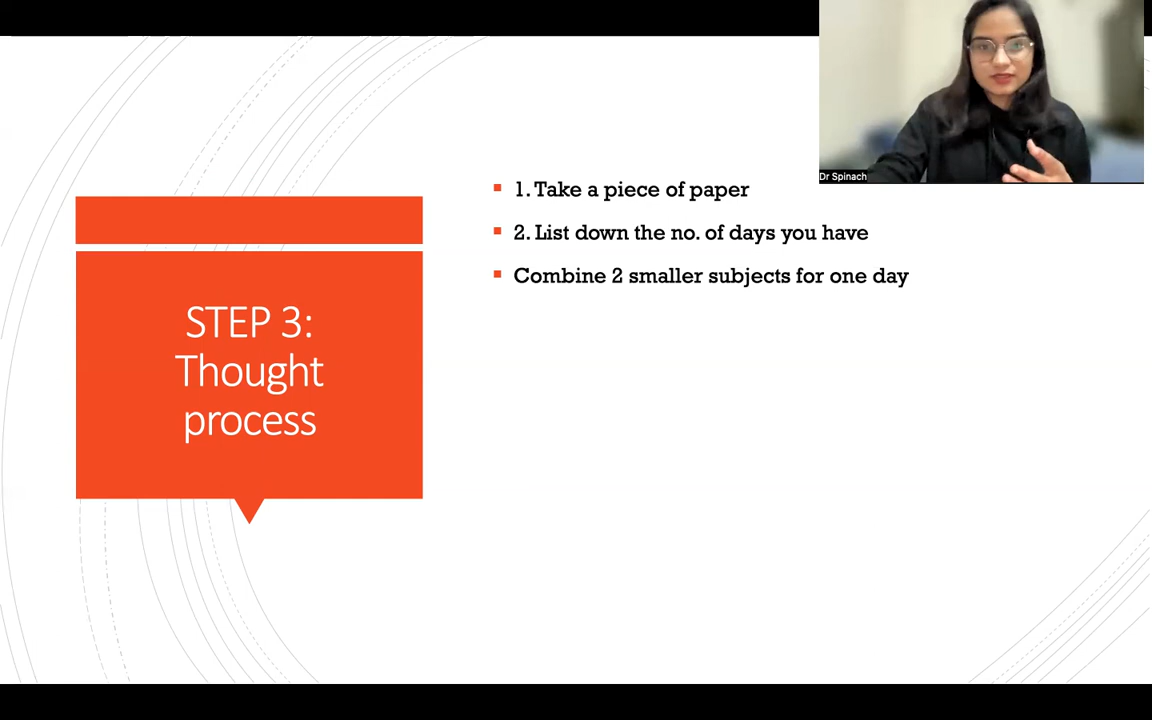 Dr Spinach
1. Take a piece of paper
2. List down the no. of days you have
Combine 2 smaller subjects for one day
STEP 3:
Thought
process